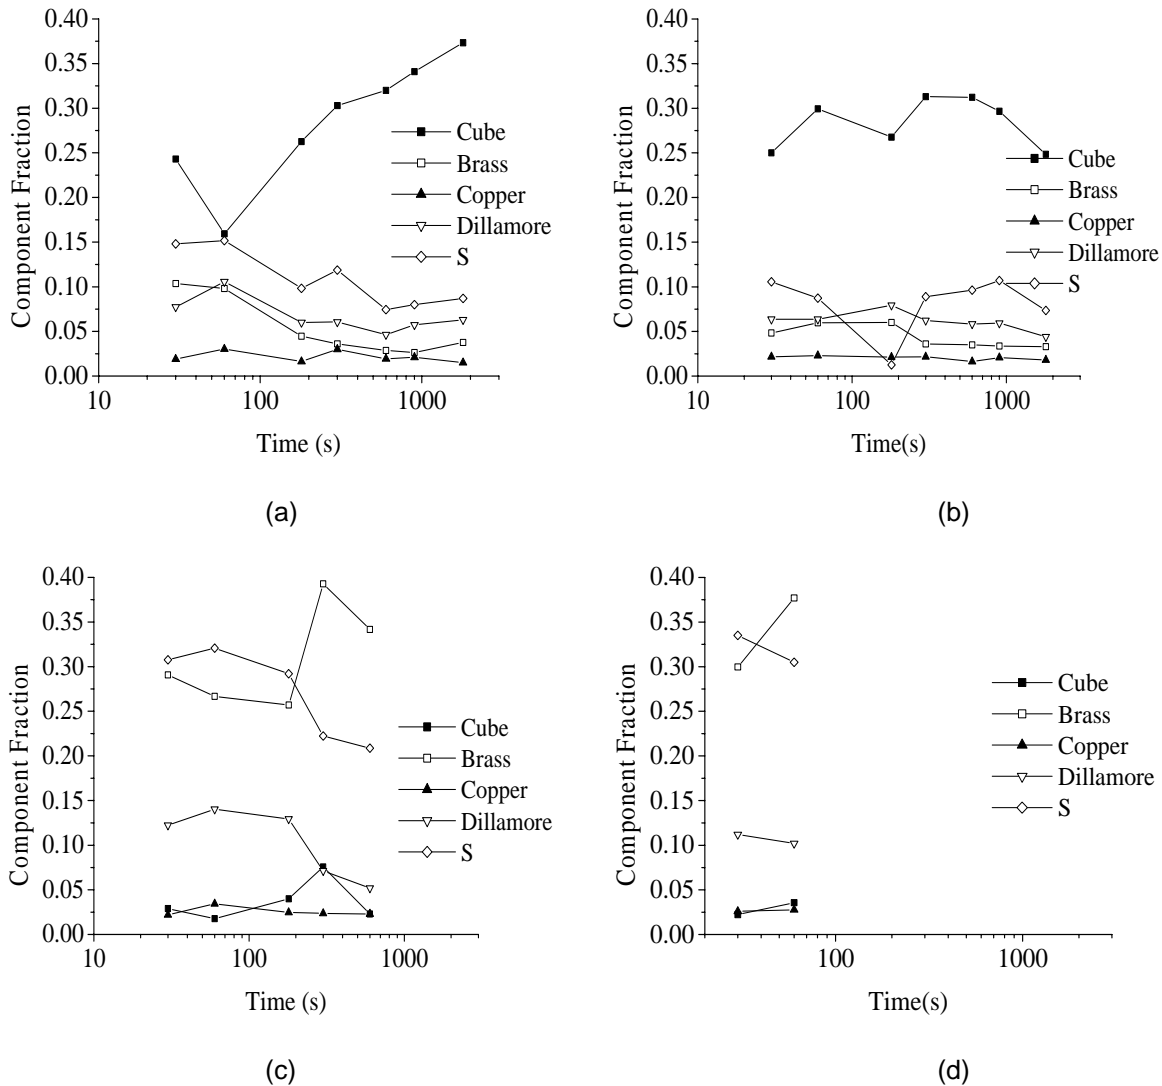 0.40
0.35
0.30
0.25
0.20
0.15
0.10
0.05
0.00
10
100
1000
Component Fraction
Time (s)
Cube
Brass
Copper
Dillamore
S
(a)
0.40
0.35
0.30
0.25
0.20
0.15
0.10
0.05
0.00
10
100
1000
Component Fraction
Time(s)
Cube
Brass
Copper
Dillamore
S
(b)
0.40
0.35
0.30
0.25
0.20
0.15
0.10
0.05
0.00
10
100
1000
Component Fraction
Time (s)
Cube
Brass
Copper
Dillamore
S
(c)
0.40
0.35
0.30
0.25
0.20
0.15
0.10
0.05
0.00
100
1000
Component Fraction
Time(s)
Cube
Brass
Copper
Dillamore
S
(d)